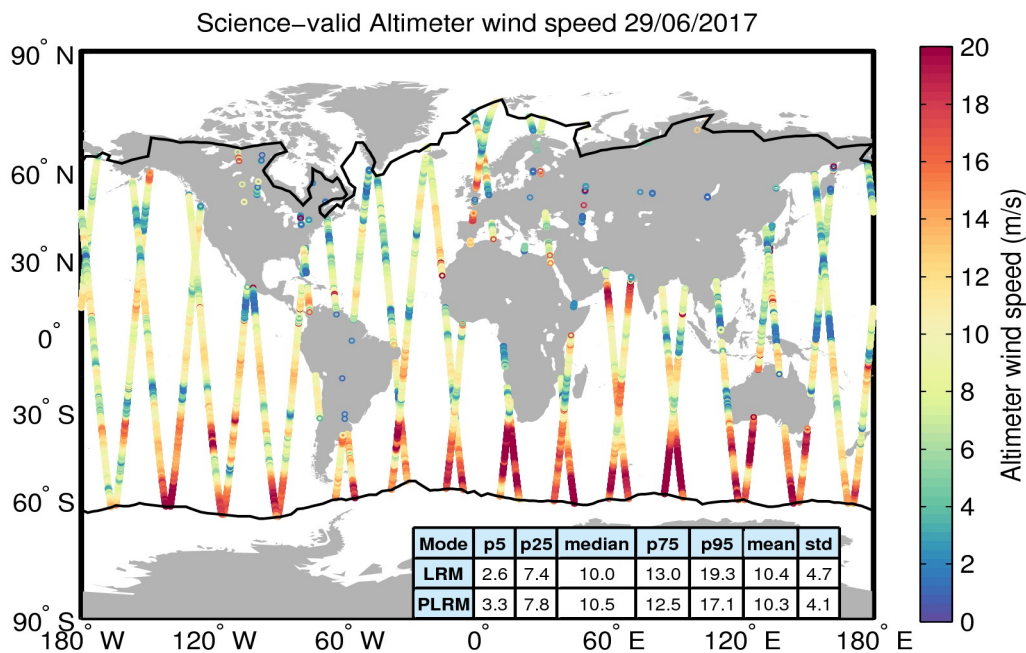 Science−valid Altimeter wind speed 29/06/2017
90° N
60° N
30° N
0°
30° S
60° S
90° S
180° W
120° W
60° W
0°
60° E
120° E
180° E
Mode p5 p25 median p75 p95 mean std
LRM 2.6 7.4 10.0 13.0 19.3 10.4 4.7
PLRM 3.3 7.8 10.5 12.5 17.1 10.3 4.1
20
18
16
14
12
10
8
6
4
2
0
Altimeter wind speed (m/s)